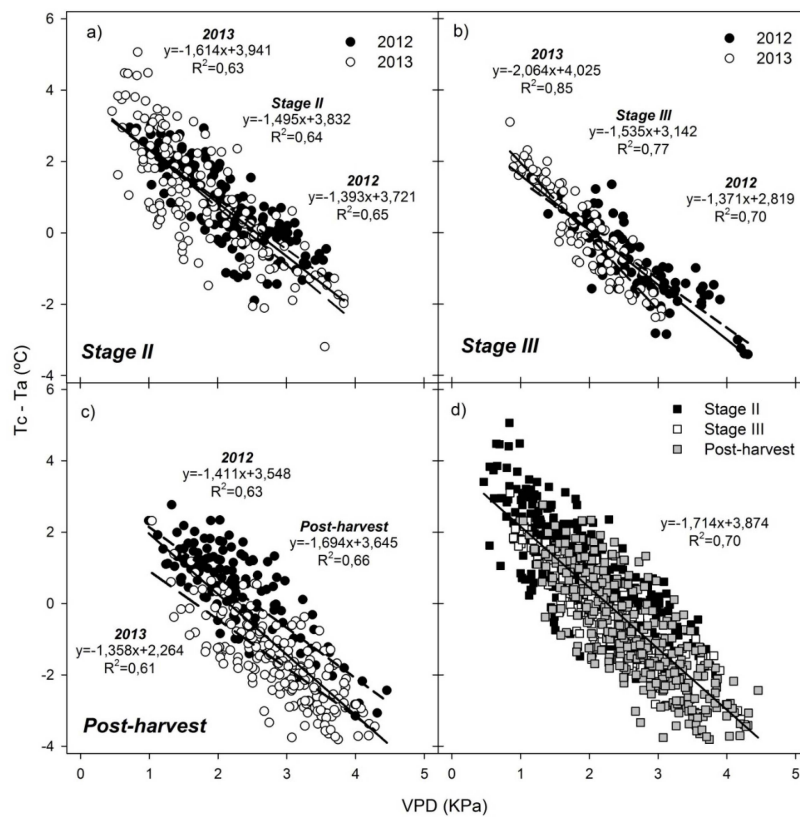 a)
2013
y=-1,614x+3,941
R2=0,63
2012
2013
Stage II
y=-1,495x+3,832
R2=0,64
2012
y=-1,393x+3,721
R2=0,65
Stage II
b)
2012
2013
2013
y=-2,064x+4,025
R2=0,85
Stage III
y=-1,535x+3,142
R2=0,77
2012
y=-1,371x+2,819
R2=0,70
Stage III
6
4
2
0
-2
-4
Tc - Ta (ºC)
c)
2012
y=-1,411x+3,548
R2=0,63
Post-harvest
y=-1,694x+3,645
R2=0,66
2013
y=-1,358x+2,264
R2=0,61
Post-harvest
d)
Stage II
Stage III
Post-harvest
y=-1,714x+3,874
R2=0,70
6
4
2
0
-2
-4
0 1 2 3 4 5
0 1 2 3 4 5
VPD (KPa)